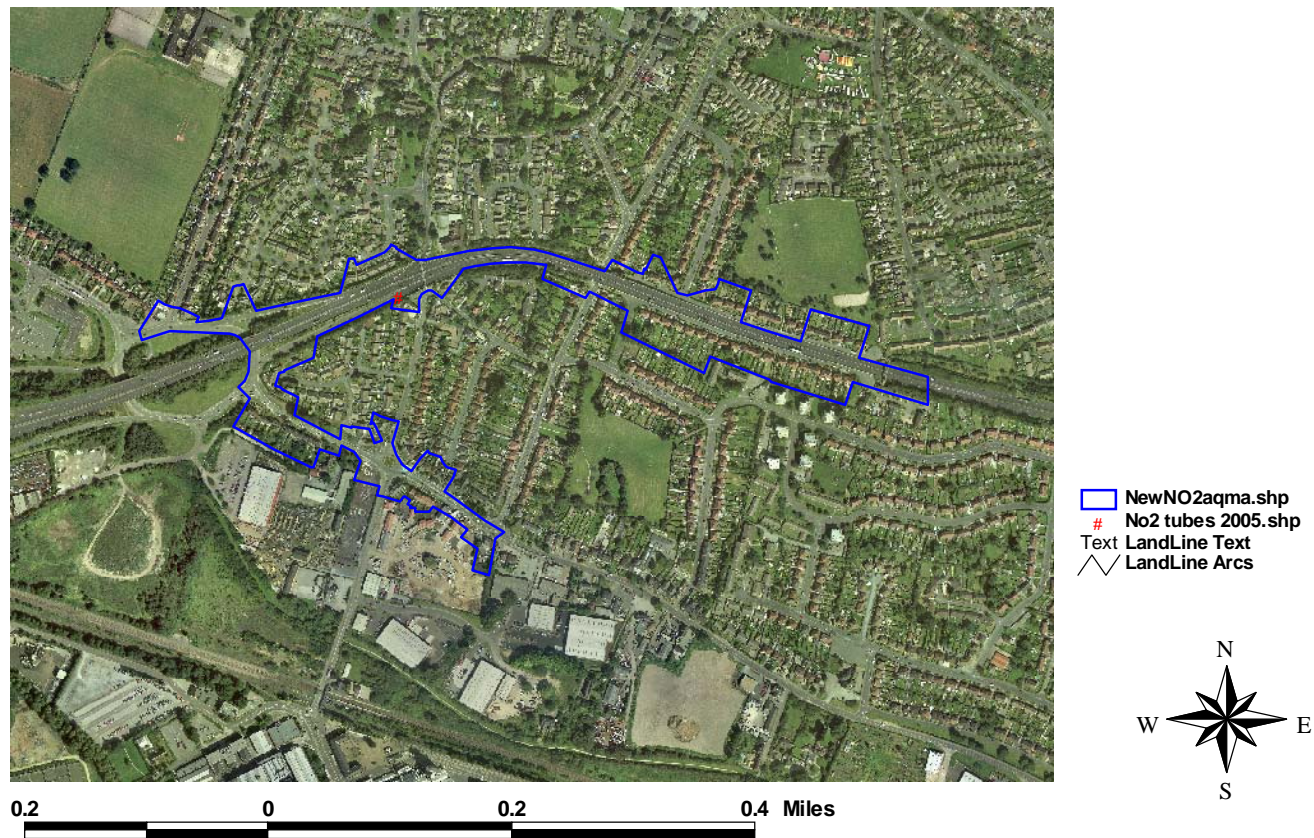 NewNO2aqma.shp
# No2 tubes 2005.shp
Text LandLine Text
LandLine Arcs
N
W E
S
0.2 0 0.2 0.4 Miles